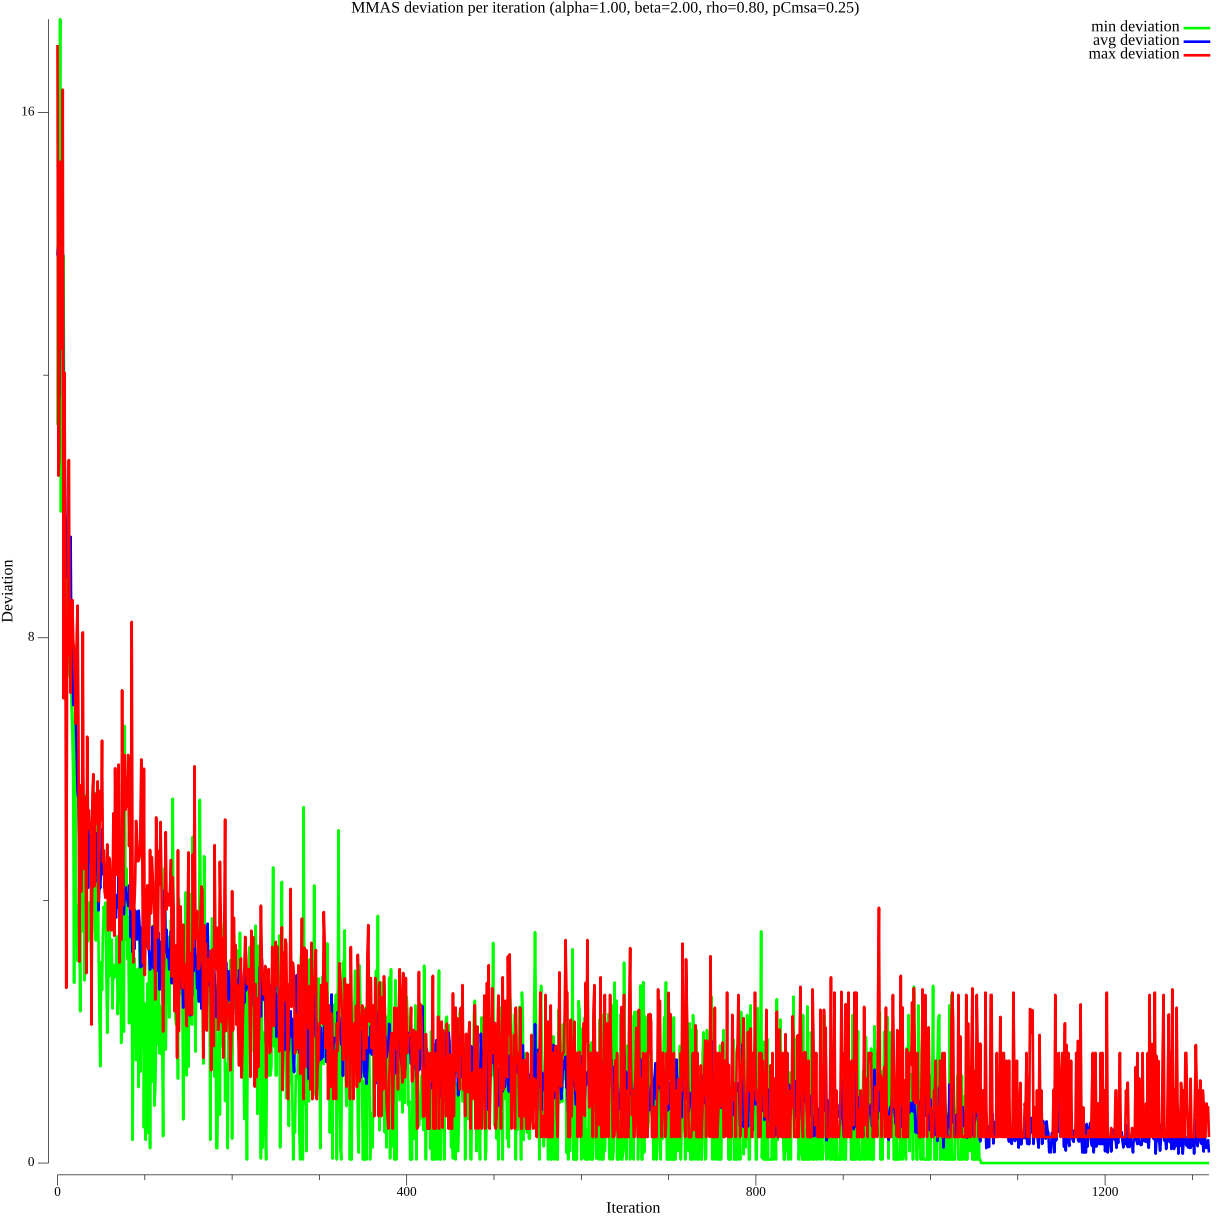 MMAS deviation per iteration (alpha=1.00, beta=2.00, rho=0.80, pCmsa=0.25)
min deviation
avg deviation
max deviation
16
8
0
Deviation
0
400
800
1200
Iteration